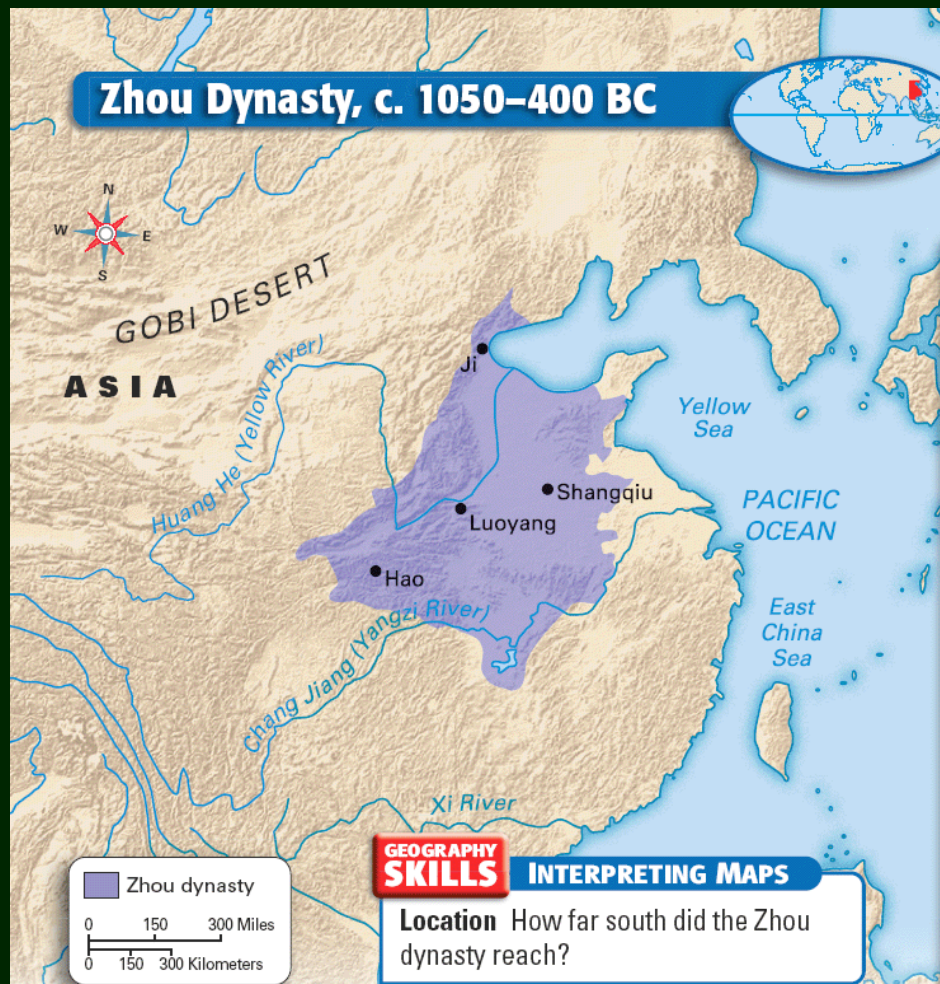 Zhou Dynasty, c. 1050–400 BC
N
W
E
S
GOBI DESERT
ASIA
Huang He (Yellow River)
Ji
Yellow
Sea
Shangqiu
Luoyang
PACIFIC
OCEAN
Hao
Chang Jiang (Yangzi River)
East
China
Sea
Xi River
Zhou dynasty
0 150 300 Miles
0 150 300 Kilometers
GEOGRAPHY
SKILLS
INTERPRETING MAPS
Location How far south did the Zhou
dynasty reach?